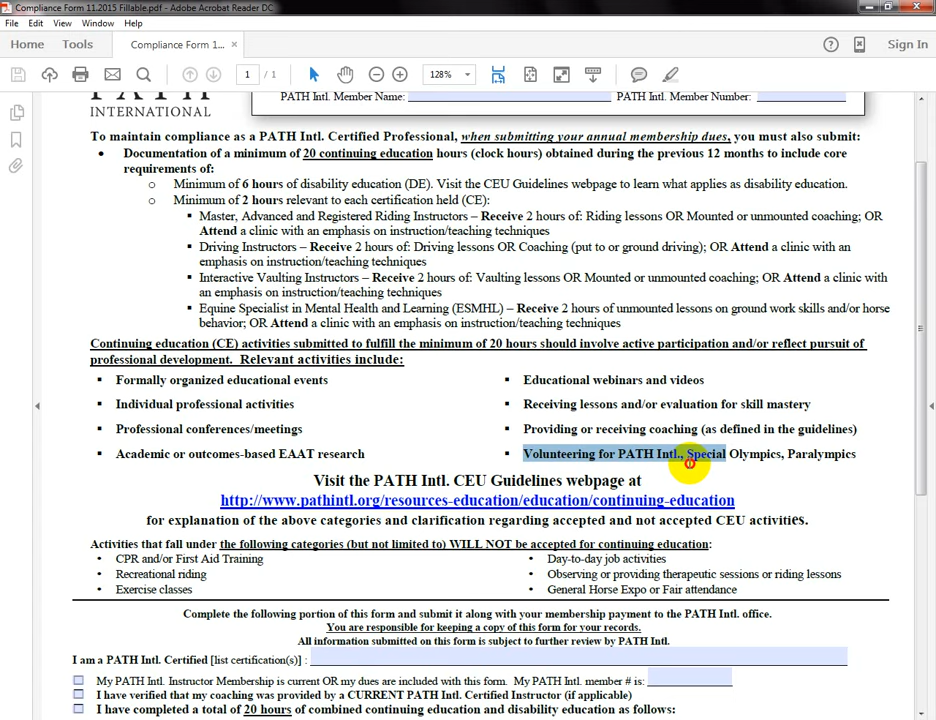 Compliance Form 11.2015 Fillable.pdf - Adobe Acrobat Reader DC
File Edit View Window Help
Home Tools Compliance Form 1... × Sign In
1 / 1 128%
INTERNATIONAL
PATH Intl. Member Name: PATH Intl. Member Number:
To maintain compliance as a PATH Intl. Certified Professional, when submitting your annual membership dues, you must also submit:
• Documentation of a minimum of 20 continuing education hours (clock hours) obtained during the previous 12 months to include core
requirements of:
o Minimum of 6 hours of disability education (DE). Visit the CEU Guidelines webpage to learn what applies as disability education.
o Minimum of 2 hours relevant to each certification held (CE):
▪ Master, Advanced and Registered Riding Instructors – Receive 2 hours of: Riding lessons OR Mounted or unmounted coaching; OR
Attend a clinic with an emphasis on instruction/teaching techniques
▪ Driving Instructors – Receive 2 hours of: Driving lessons OR Coaching (put to or ground driving); OR Attend a clinic with an
emphasis on instruction/teaching techniques
▪ Interactive Vaulting Instructors – Receive 2 hours of: Vaulting lessons OR Mounted or unmounted coaching; OR Attend a clinic with
an emphasis on instruction/teaching techniques
▪ Equine Specialist in Mental Health and Learning (ESMHL) – Receive 2 hours of unmounted lessons on ground work skills and/or horse
behavior; OR Attend a clinic with an emphasis on instruction/teaching techniques
Continuing education (CE) activities submitted to fulfill the minimum of 20 hours should involve active participation and/or reflect pursuit of
professional development. Relevant activities include:
▪ Formally organized educational events
▪ Individual professional activities
▪ Professional conferences/meetings
▪ Academic or outcomes-based EAAT research
▪ Educational webinars and videos
▪ Receiving lessons and/or evaluation for skill mastery
▪ Providing or receiving coaching (as defined in the guidelines)
▪ Volunteering for PATH Intl., Special Olympics, Paralympics
Visit the PATH Intl. CEU Guidelines webpage at
http://www.pathintl.org/resources-education/education/continuing-education
for explanation of the above categories and clarification regarding accepted and not accepted CEU activities.
Activities that fall under the following categories (but not limited to) WILL NOT be accepted for continuing education:
• CPR and/or First Aid Training
• Recreational riding
• Exercise classes
• Day-to-day job activities
• Observing or providing therapeutic sessions or riding lessons
• General Horse Expo or Fair attendance
Complete the following portion of this form and submit it along with your membership payment to the PATH Intl. office.
You are responsible for keeping a copy of this form for your records.
All information submitted on this form is subject to further review by PATH Intl.
I am a PATH Intl. Certified [list certification(s)] :
My PATH Intl. Instructor Membership is current OR my dues are included with this form. My PATH Intl. member # is:
I have verified that my coaching was provided by a CURRENT PATH Intl. Certified Instructor (if applicable)
I have completed a total of 20 hours of combined continuing education and disability education as follows: